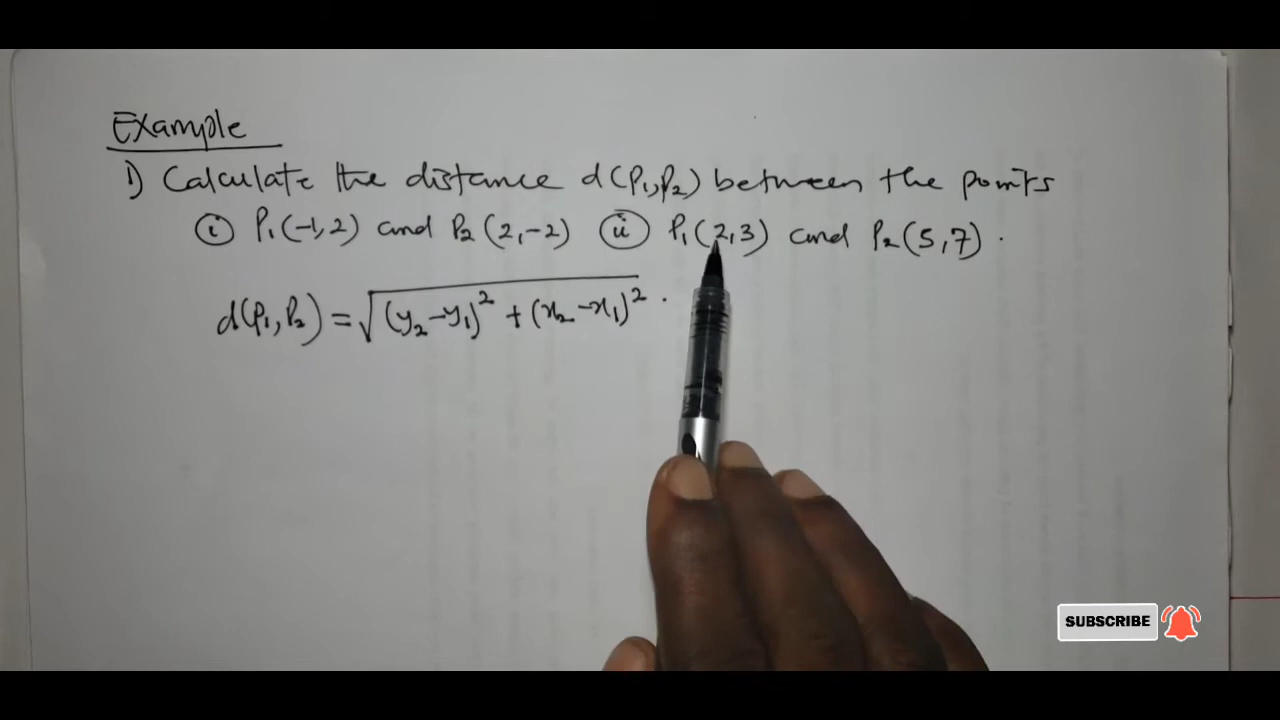 Example
1) Calculate the distance d(P₁,P₂) between the points
(i) P₁(-1,2) and P₂(2,-2) (ii) P₁(2,3) and P₂(5,7).
d(P₁,P₂) = √((y₂-y₁)² + (x₂-x₁)²).
SUBSCRIBE